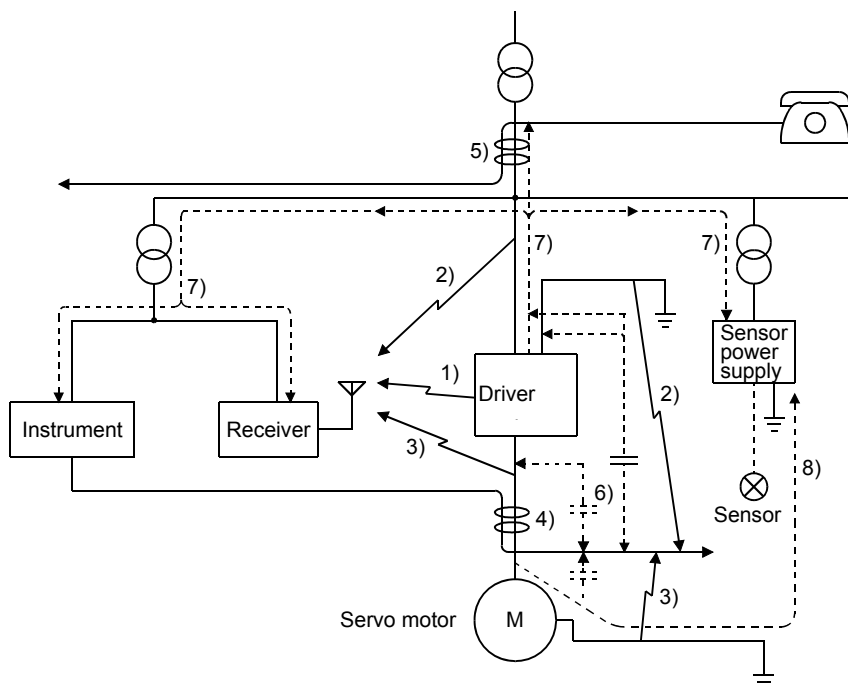 5)
7)
7)
2)
7)
Sensor
power
supply
1)
Driver
2)
Instrument
Receiver
3)
8)
6)
4)
Sensor
3)
Servo motor
M